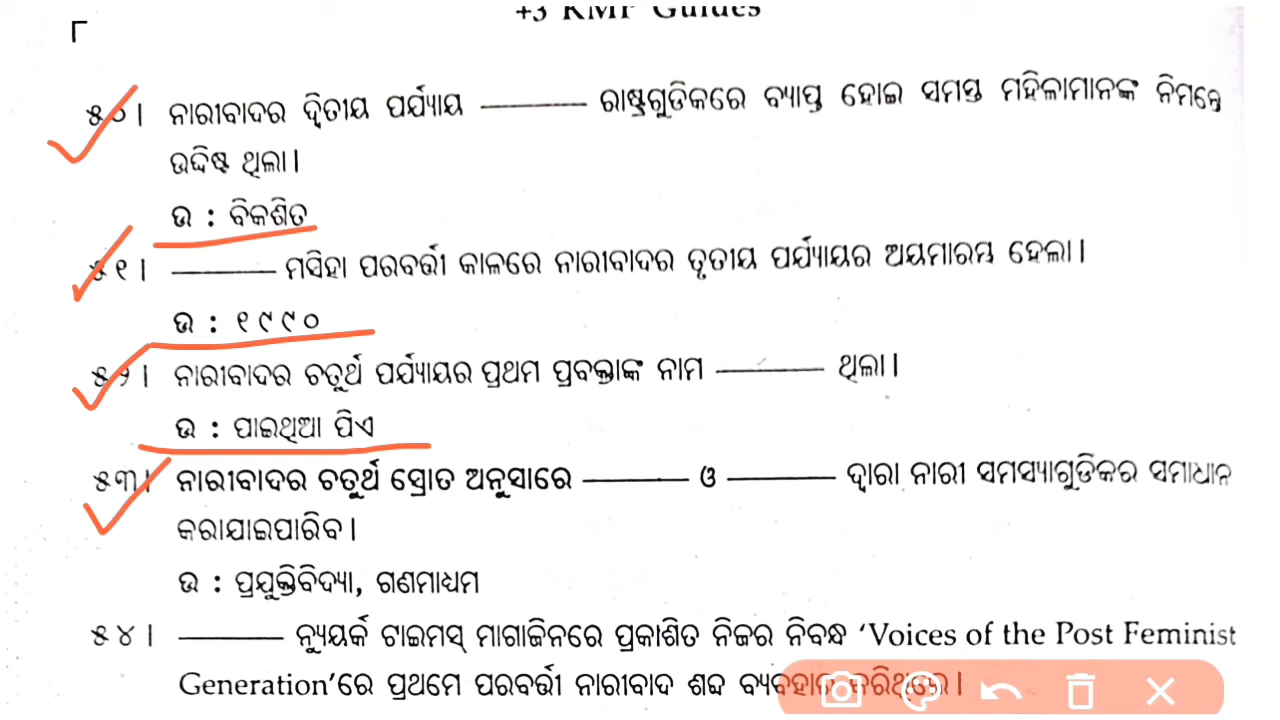 +3 KMP Guides
୮
୫୦। ନାରୀବାଦର ଦ୍ୱିତୀୟ ପର୍ଯ୍ୟାୟ ——— ରାଷ୍ଟ୍ରଗୁଡିକରେ ବ୍ୟାପ୍ତ ହୋଇ ସମସ୍ତ ମହିଳାମାନଙ୍କ ନିମନ୍ତେ
ଉଦ୍ଦିଷ୍ଟ ଥିଲା।
ଉ : ବିକଶିତ
୫୧। ——— ମସିହା ପରବର୍ତ୍ତୀ କାଳରେ ନାରୀବାଦର ତୃତୀୟ ପର୍ଯ୍ୟାୟର ଅୟମାରମ୍ଭ ହେଲା।
ଉ : ୧୯୯୦
୫୨। ନାରୀବାଦର ଚତୁର୍ଥ ପର୍ଯ୍ୟାୟର ପ୍ରଥମ ପ୍ରବକ୍ତାଙ୍କ ନାମ ——— ଥିଲା।
ଉ : ପାଇଥିଆ ପିଏ
୫୩। ନାରୀବାଦର ଚତୁର୍ଥ ସ୍ରୋତ ଅନୁସାରେ ——— ଓ ——— ଦ୍ୱାରା ନାରୀ ସମସ୍ୟାଗୁଡିକର ସମାଧାନ
କରାଯାଇପାରିବ।
ଉ : ପ୍ରଯୁକ୍ତିବିଦ୍ୟା, ଗଣମାଧ୍ୟମ
୫୪। ——— ନ୍ୟୁୟର୍କ ଟାଇମସ୍ ମାଗାଜିନରେ ପ୍ରକାଶିତ ନିଜର ନିବନ୍ଧ ‘Voices of the Post Feminist
Generation’ରେ ପ୍ରଥମେ ପରବର୍ତ୍ତୀ ନାରୀବାଦ ଶବ୍ଦ ବ୍ୟବହାର କରିଥିଲେ।